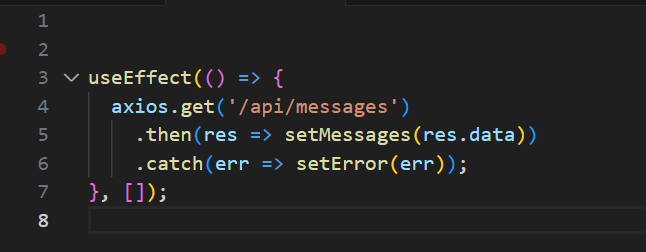 1
2
3 useEffect(() => {
4 axios.get('/api/messages')
5 .then(res => setMessages(res.data))
6 .catch(err => setError(err));
7 }, []);
8